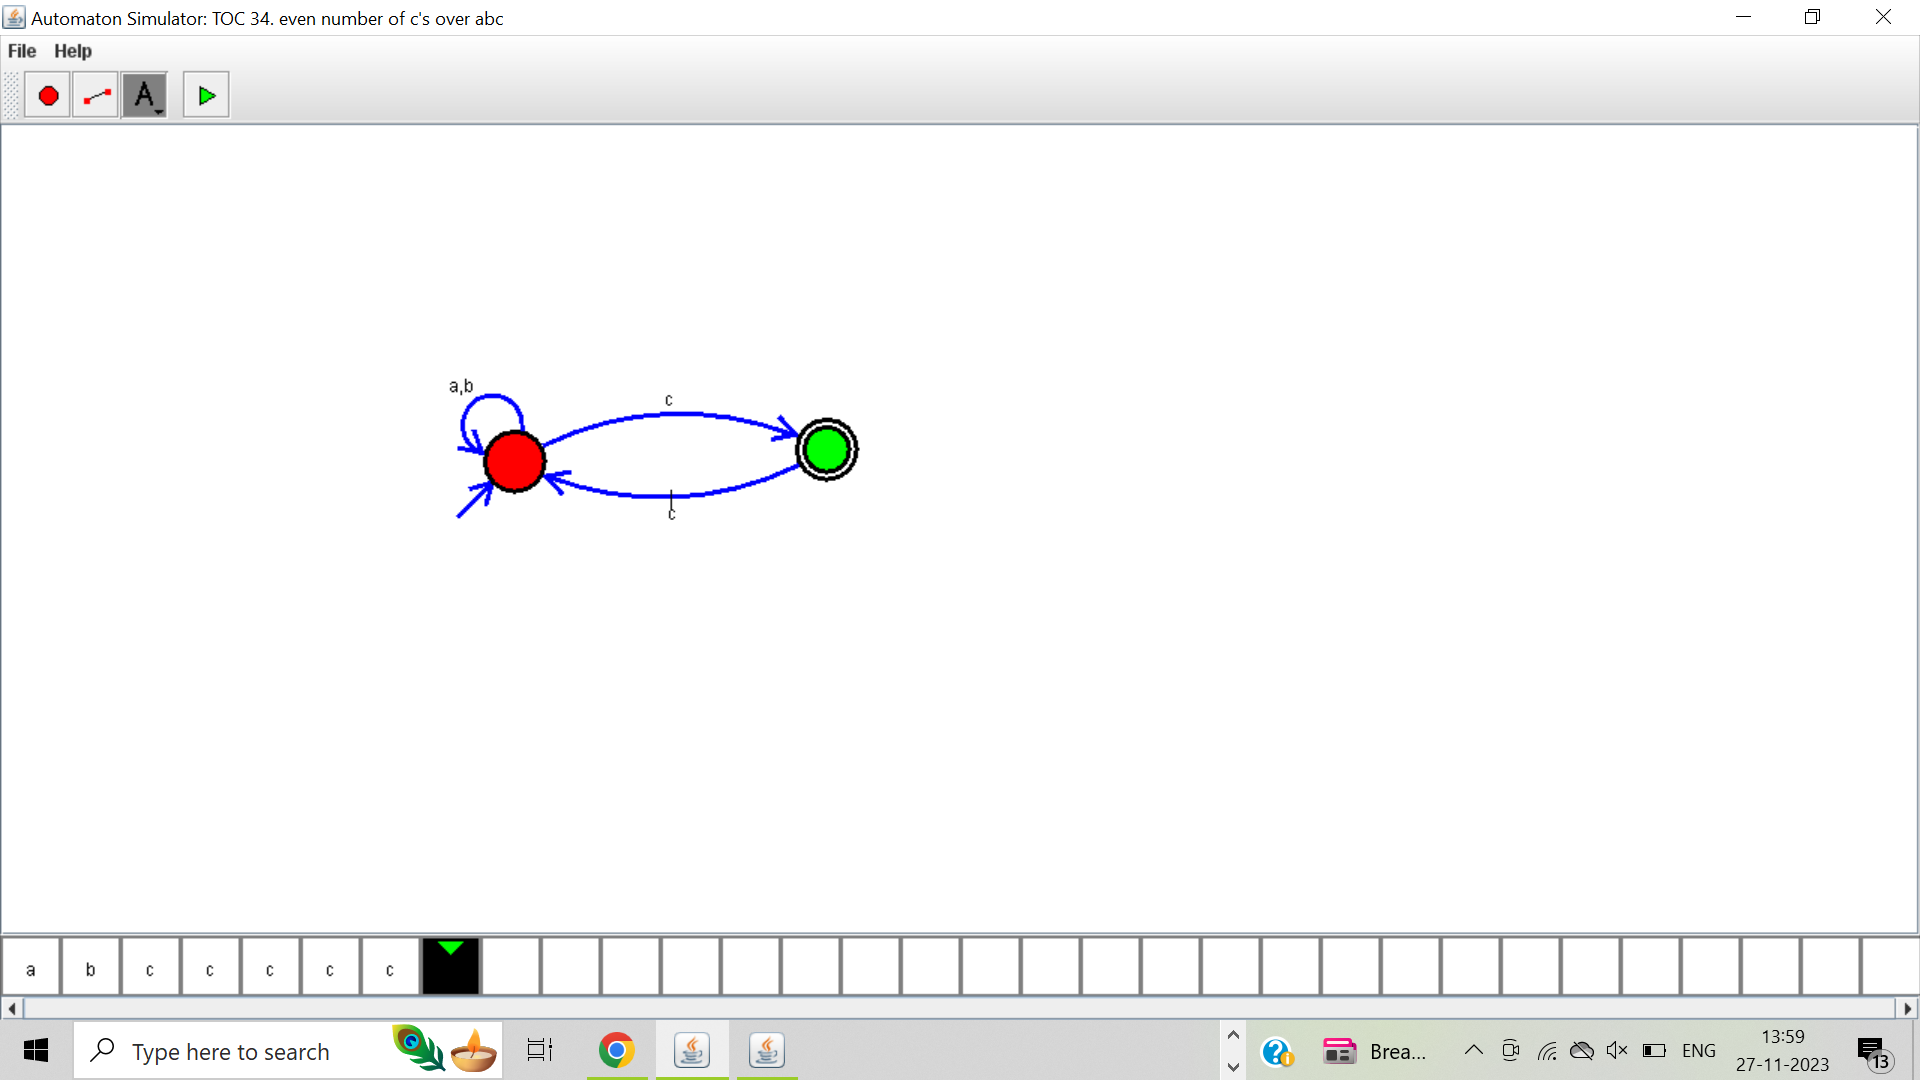 Automaton Simulator: TOC 34. even number of c's over abc
File Help
A
a,b
c
c
a b c c c c c
Type here to search
Brea...
ENG
13:59
27-11-2023
13